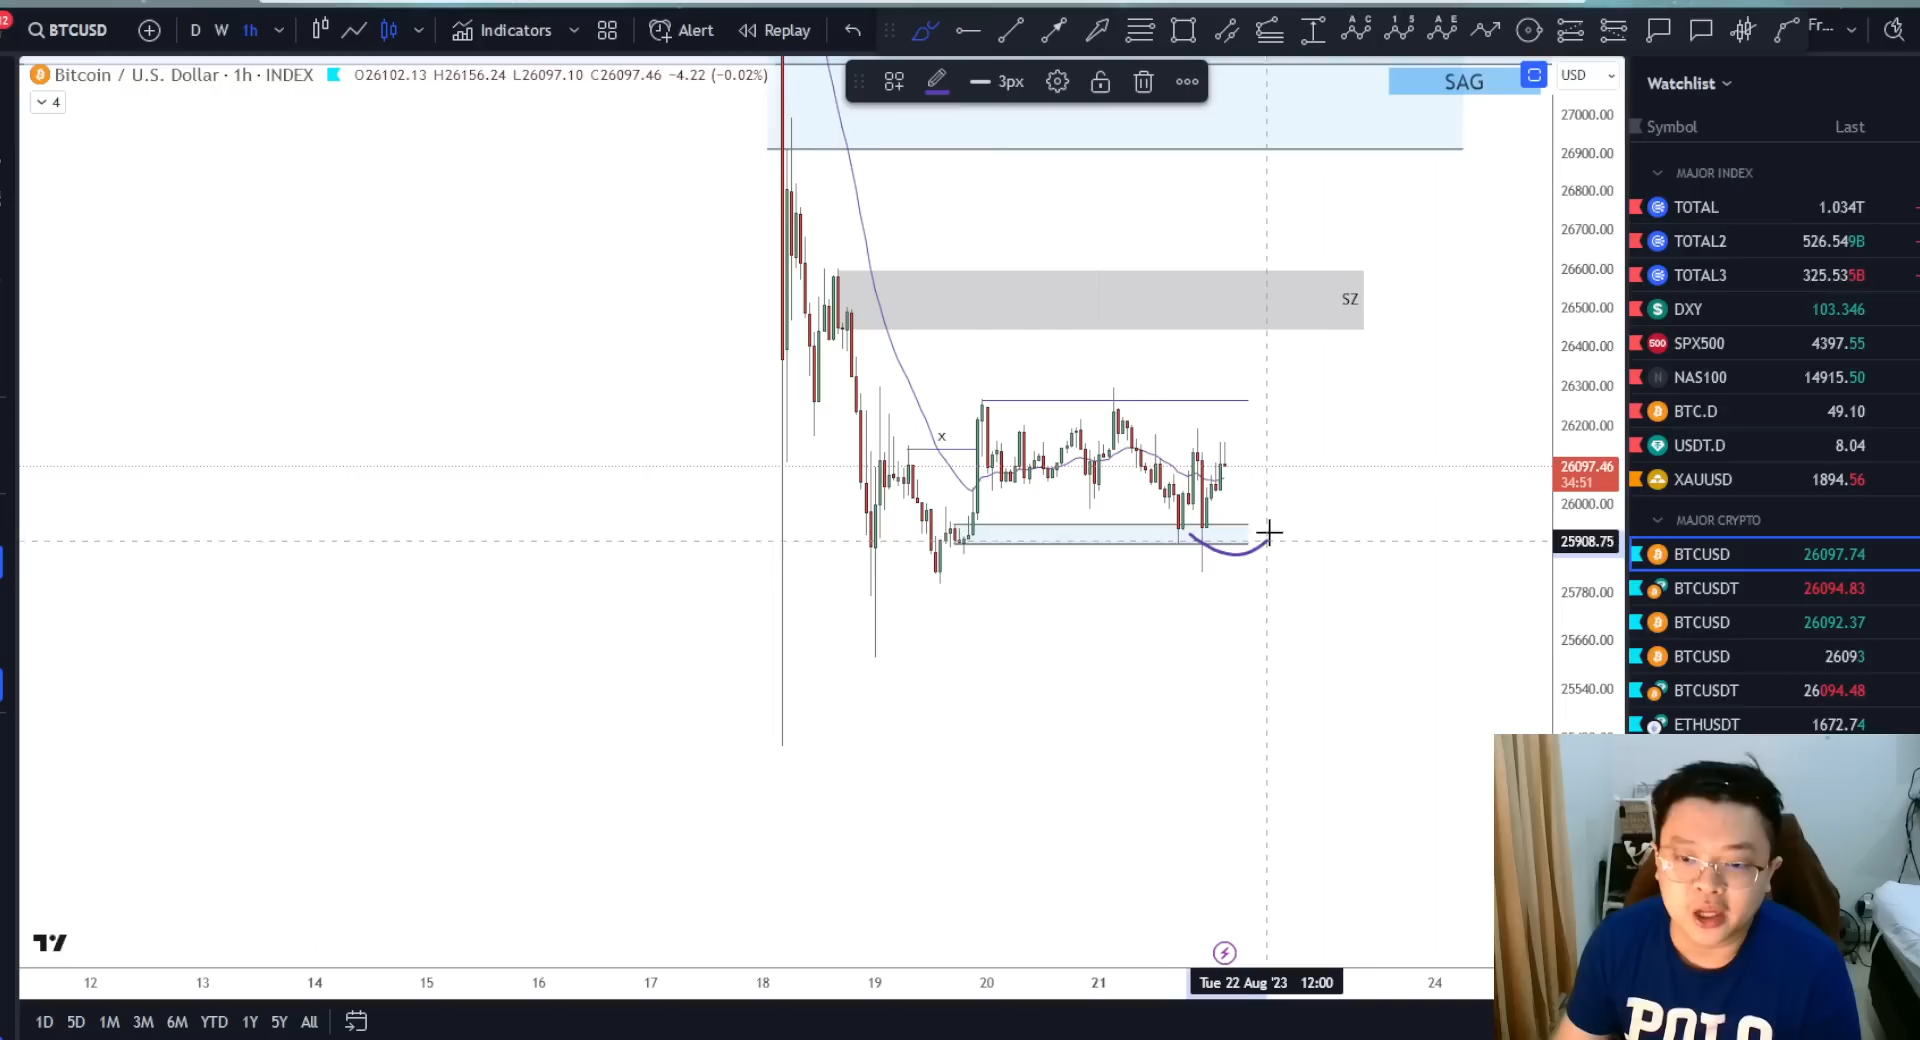 12
BTCUSD
D W 1h
Indicators
Alert
Replay
A C
1 5
A E
Fr...
Bitcoin / U.S. Dollar · 1h · INDEX O26102.13 H26156.24 L26097.10 C26097.46 −4.22 (−0.02%)
4
3px
SAG
USD
27000.00
26900.00
26800.00
26700.00
26600.00
26500.00
26400.00
26300.00
26200.00
26097.46
34:51
26000.00
25908.75
25780.00
25660.00
25540.00
SZ
x
12 13 14 15 16 17 18 19 20 21 Tue 22 Aug '23 12:00 24
1D 5D 1M 3M 6M YTD 1Y 5Y All
Watchlist
Symbol Last
MAJOR INDEX
TOTAL 1.034T
TOTAL2 526.549B
TOTAL3 325.535B
DXY 103.346
500 SPX500 4397.55
N NAS100 14915.50
BTC.D 49.10
USDT.D 8.04
XAUUSD 1894.56
MAJOR CRYPTO
BTCUSD 26097.74
BTCUSDT 26094.83
BTCUSD 26092.37
BTCUSD 26093
BTCUSDT 26094.48
ETHUSDT 1672.74
POLO